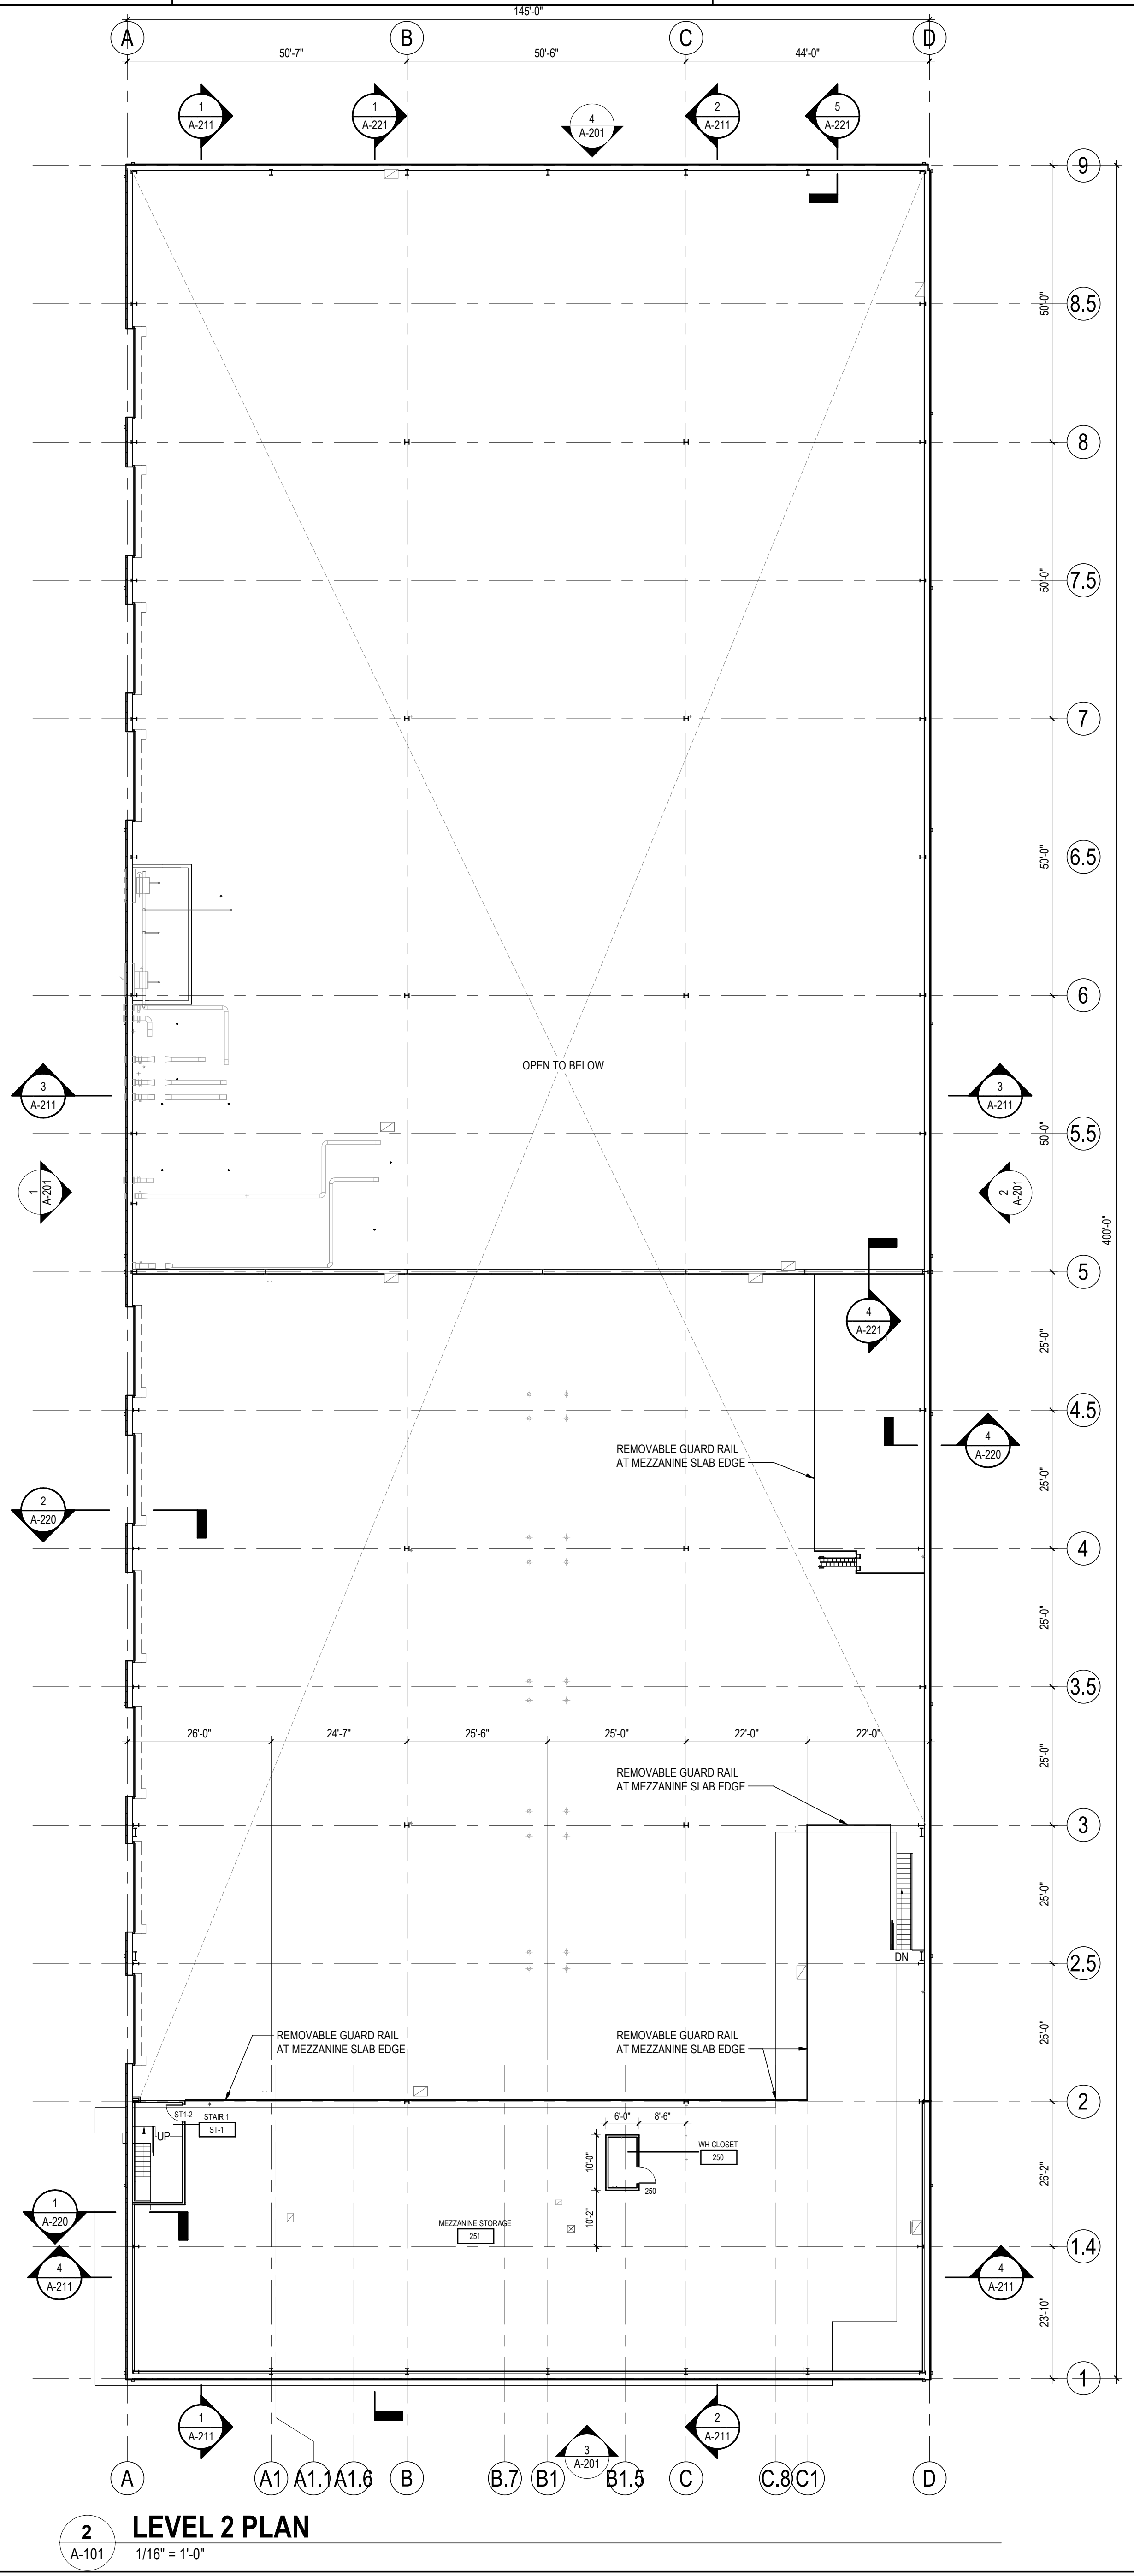 145'-0"
A
B
C
D
50'-7"
50'-6"
44'-0"
1
A-211
1
A-221
4
A-201
2
A-211
5
A-221
9
50'-0"
8.5
8
50'-0"
7.5
7
50'-0"
6.5
6
OPEN TO BELOW
3
A-211
3
A-211
50'-0"
5.5
1
A-201
2
A-201
400'-0"
5
4
A-221
25'-0"
4.5
4
A-220
REMOVABLE GUARD RAIL
AT MEZZANINE SLAB EDGE
25'-0"
2
A-220
4
25'-0"
3.5
26'-0"
24'-7"
25'-6"
25'-0"
22'-0"
22'-0"
25'-0"
REMOVABLE GUARD RAIL
AT MEZZANINE SLAB EDGE
3
25'-0"
DN
2.5
25'-0"
REMOVABLE GUARD RAIL
AT MEZZANINE SLAB EDGE
REMOVABLE GUARD RAIL
AT MEZZANINE SLAB EDGE
2
ST1-2
STAIR 1
ST-1
UP
6'-0"
8'-6"
WH CLOSET
250
10'-0"
250
26'-2"
10'-2"
MEZZANINE STORAGE
251
1
A-220
1.4
4
A-211
4
A-211
23'-10"
1
1
A-211
2
A-211
3
A-201
A
A1
A1.1
A1.6
B
B.7
B1
B1.5
C
C.8
C1
D
2
A-101
LEVEL 2 PLAN
1/16" = 1'-0"